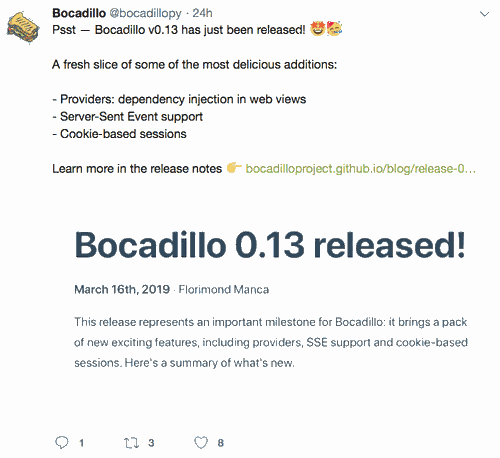 Bocadillo @bocadillopy · 24h
Psst — Bocadillo v0.13 has just been released! 🤩🥳
A fresh slice of some of the most delicious additions:
- Providers: dependency injection in web views
- Server-Sent Event support
- Cookie-based sessions
Learn more in the release notes 👉 bocadilloproject.github.io/blog/release-0...
Bocadillo 0.13 released!
March 16th, 2019 · Florimond Manca
This release represents an important milestone for Bocadillo: it brings a pack
of new exciting features, including providers, SSE support and cookie-based
sessions. Here's a summary of what's new.
1 3 8